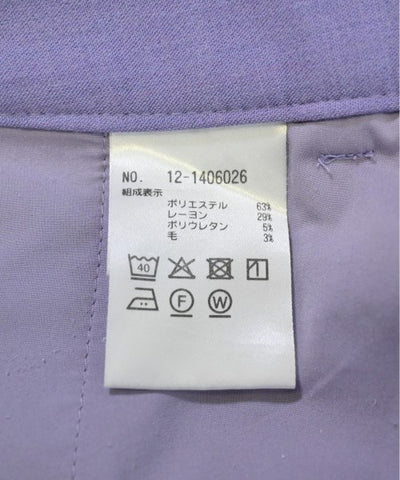 NO. 12-1406026
組成表示
ポリエステル 63%
レーヨン 29%
ポリウレタン 5%
毛 3%
40
F W